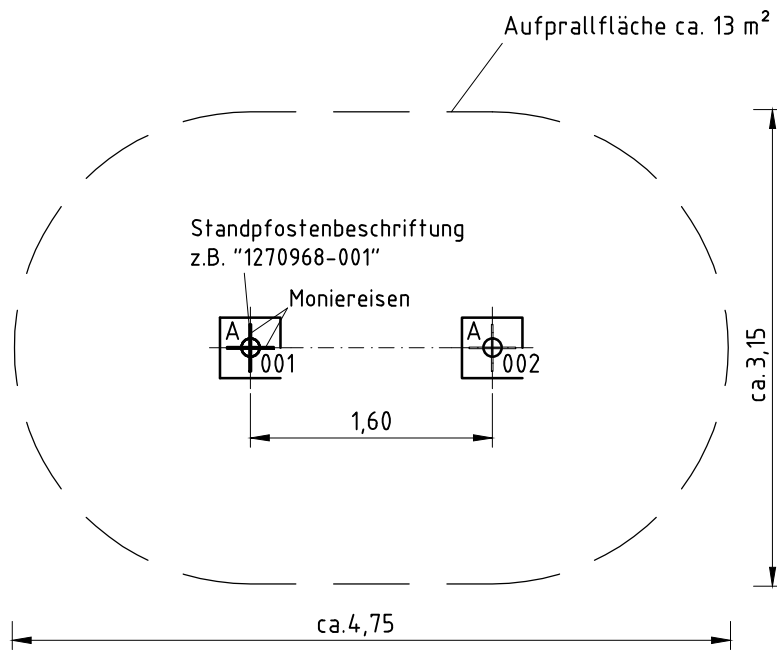 Aufprallfläche ca. 13 m²
Standpfostenbeschriftung
z.B. "1270968-001"
Moniereisen
A
001
A
002
1,60
ca. 3,15
ca.4,75